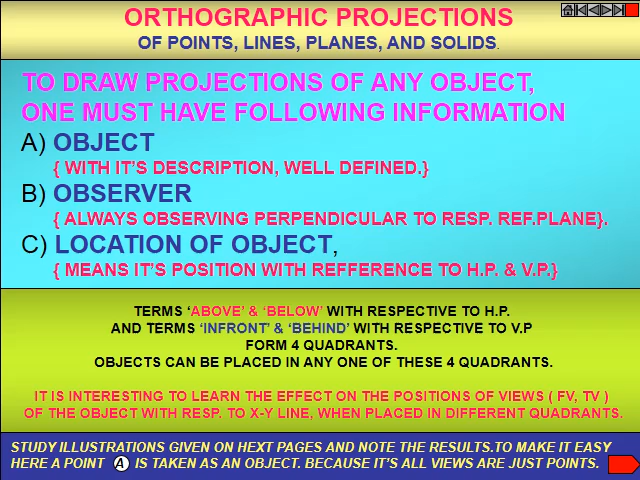 ORTHOGRAPHIC PROJECTIONS
OF POINTS, LINES, PLANES, AND SOLIDS.
TO DRAW PROJECTIONS OF ANY OBJECT,
ONE MUST HAVE FOLLOWING INFORMATION
A) OBJECT
{ WITH IT'S DESCRIPTION, WELL DEFINED.}
B) OBSERVER
{ ALWAYS OBSERVING PERPENDICULAR TO RESP. REF.PLANE}.
C) LOCATION OF OBJECT,
{ MEANS IT'S POSITION WITH REFFERENCE TO H.P. & V.P.}
TERMS ‘ABOVE’ & ‘BELOW’ WITH RESPECTIVE TO H.P.
AND TERMS ‘INFRONT’ & ‘BEHIND’ WITH RESPECTIVE TO V.P
FORM 4 QUADRANTS.
OBJECTS CAN BE PLACED IN ANY ONE OF THESE 4 QUADRANTS.
IT IS INTERESTING TO LEARN THE EFFECT ON THE POSITIONS OF VIEWS ( FV, TV )
OF THE OBJECT WITH RESP. TO X-Y LINE, WHEN PLACED IN DIFFERENT QUADRANTS.
STUDY ILLUSTRATIONS GIVEN ON HEXT PAGES AND NOTE THE RESULTS.TO MAKE IT EASY
HERE A POINT A IS TAKEN AS AN OBJECT. BECAUSE IT'S ALL VIEWS ARE JUST POINTS.